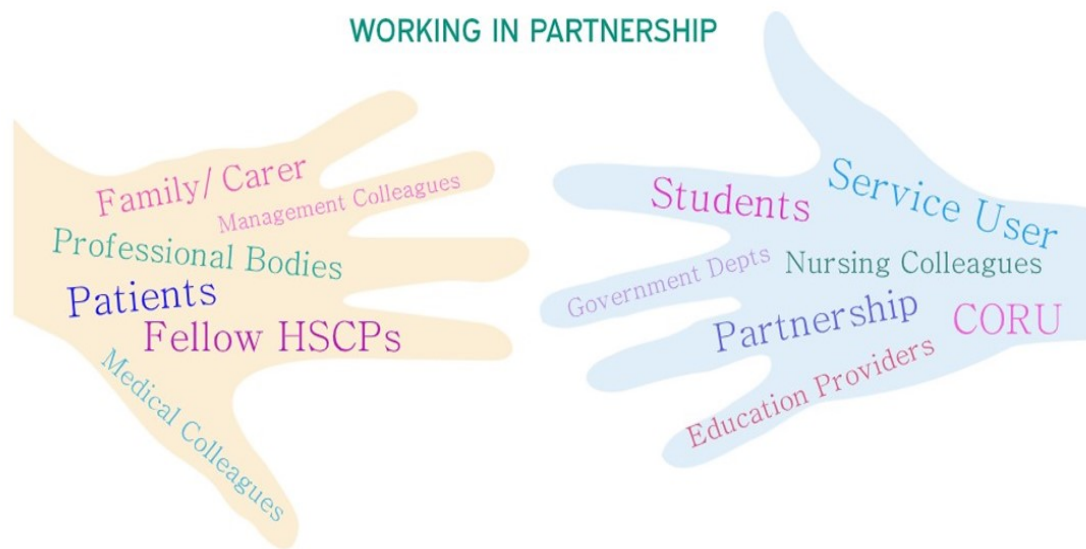 WORKING IN PARTNERSHIP
Family/ Carer
Management Colleagues
Professional Bodies
Patients
Fellow HSCPs
Medical Colleagues
Students
Service User
Government Depts
Nursing Colleagues
Partnership
CORU
Education Providers